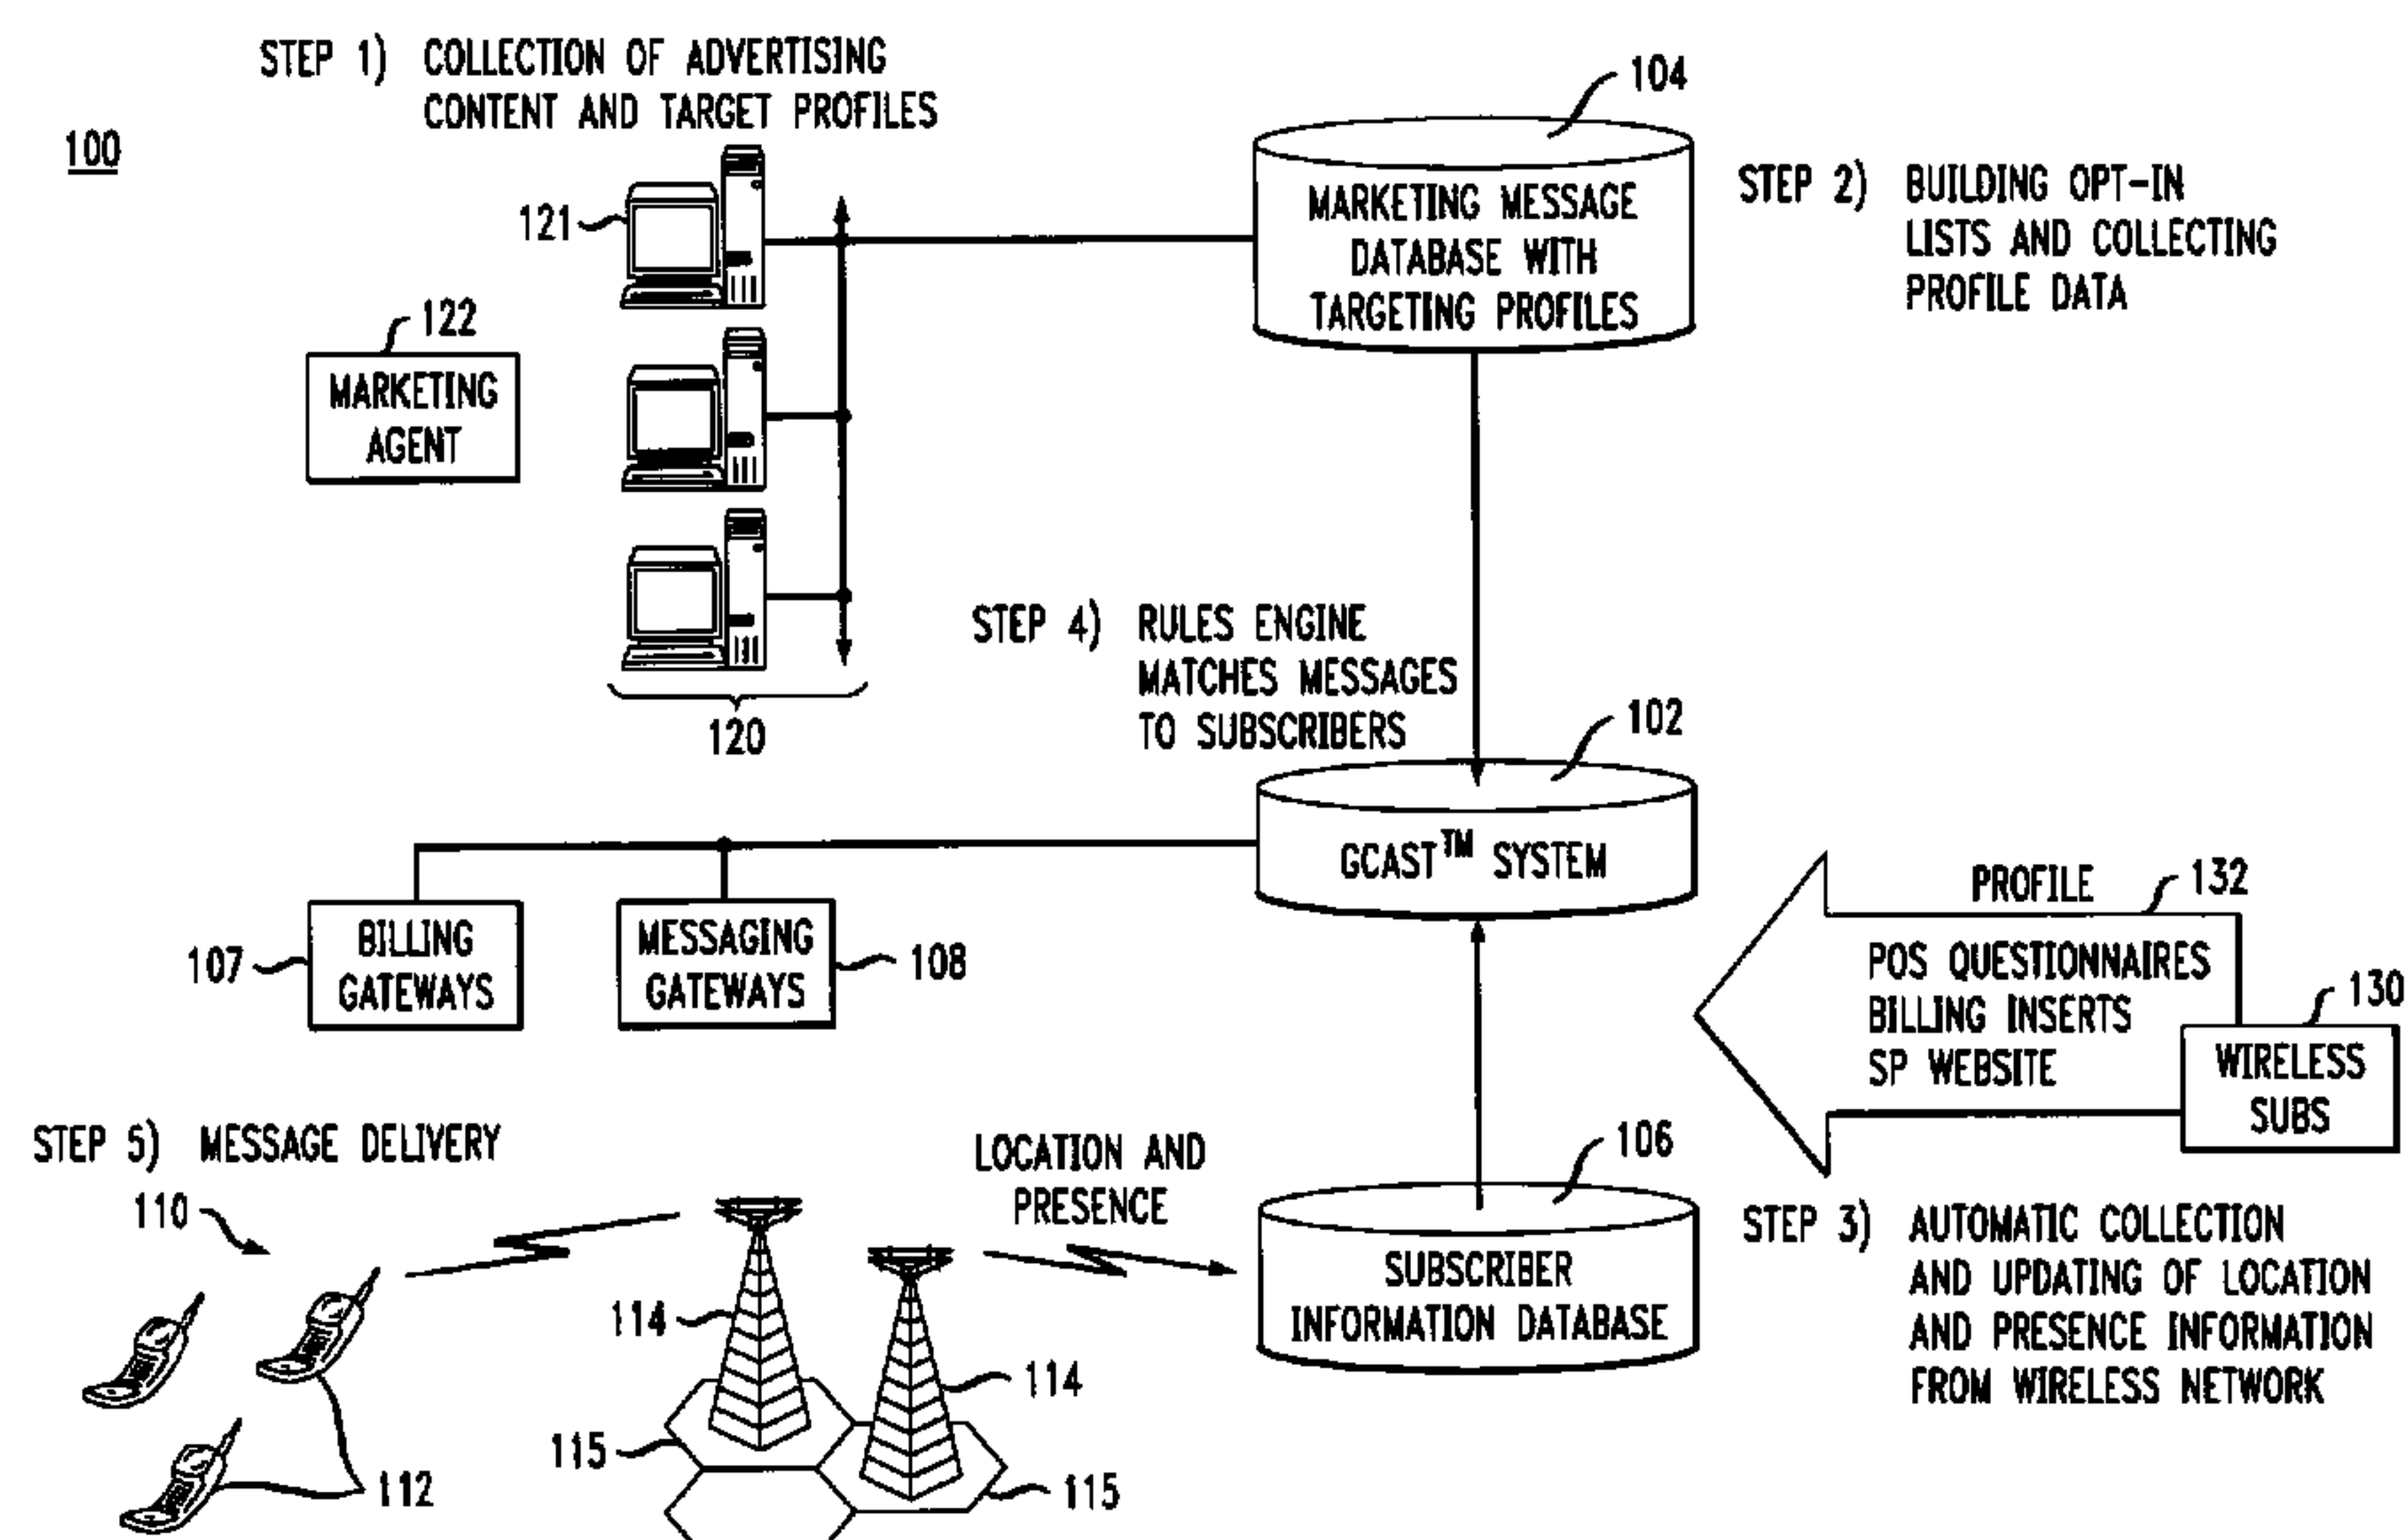 STEP 1) COLLECTION OF ADVERTISING
CONTENT AND TARGET PROFILES
100
104
121
MARKETING MESSAGE
DATABASE WITH
TARGETING PROFILES
STEP 2) BUILDING OPT-IN
LISTS AND COLLECTING
PROFILE DATA
122
MARKETING
AGENT
120
STEP 4) RULES ENGINE
MATCHES MESSAGES
TO SUBSCRIBERS
102
GCAST™ SYSTEM
107
BILLING
GATEWAYS
MESSAGING
GATEWAYS
108
PROFILE
132
POS QUESTIONNAIRES
BILLING INSERTS
SP WEBSITE
130
WIRELESS
SUBS
STEP 5) MESSAGE DELIVERY
110
112
LOCATION AND
PRESENCE
114
114
115
115
106
SUBSCRIBER
INFORMATION DATABASE
STEP 3) AUTOMATIC COLLECTION
AND UPDATING OF LOCATION
AND PRESENCE INFORMATION
FROM WIRELESS NETWORK